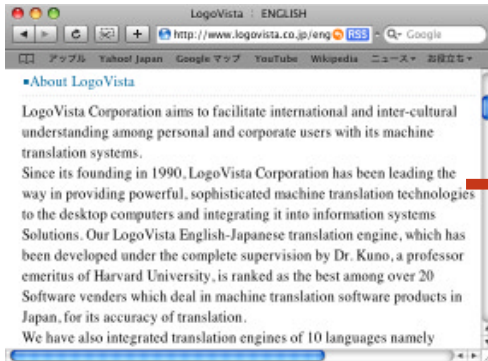 LogoVista : ENGLISH
http://www.logovista.co.jp/eng RSS Google
アップル Yahoo! Japan Google マップ YouTube Wikipedia ニュース お役立ち
About LogoVista
LogoVista Corporation aims to facilitate international and inter-cultural
understanding among personal and corporate users with its machine
translation systems.
Since its founding in 1990, LogoVista Corporation has been leading the
way in providing powerful, sophisticated machine translation technologies
to the desktop computers and integrating it into information systems
Solutions. Our LogoVista English-Japanese translation engine, which has
been developed under the complete supervision by Dr. Kuno, a professor
emeritus of Harvard University, is ranked as the best among over 20
Software venders which deal in machine translation software products in
Japan, for its accuracy of translation.
We have also integrated translation engines of 10 languages namely